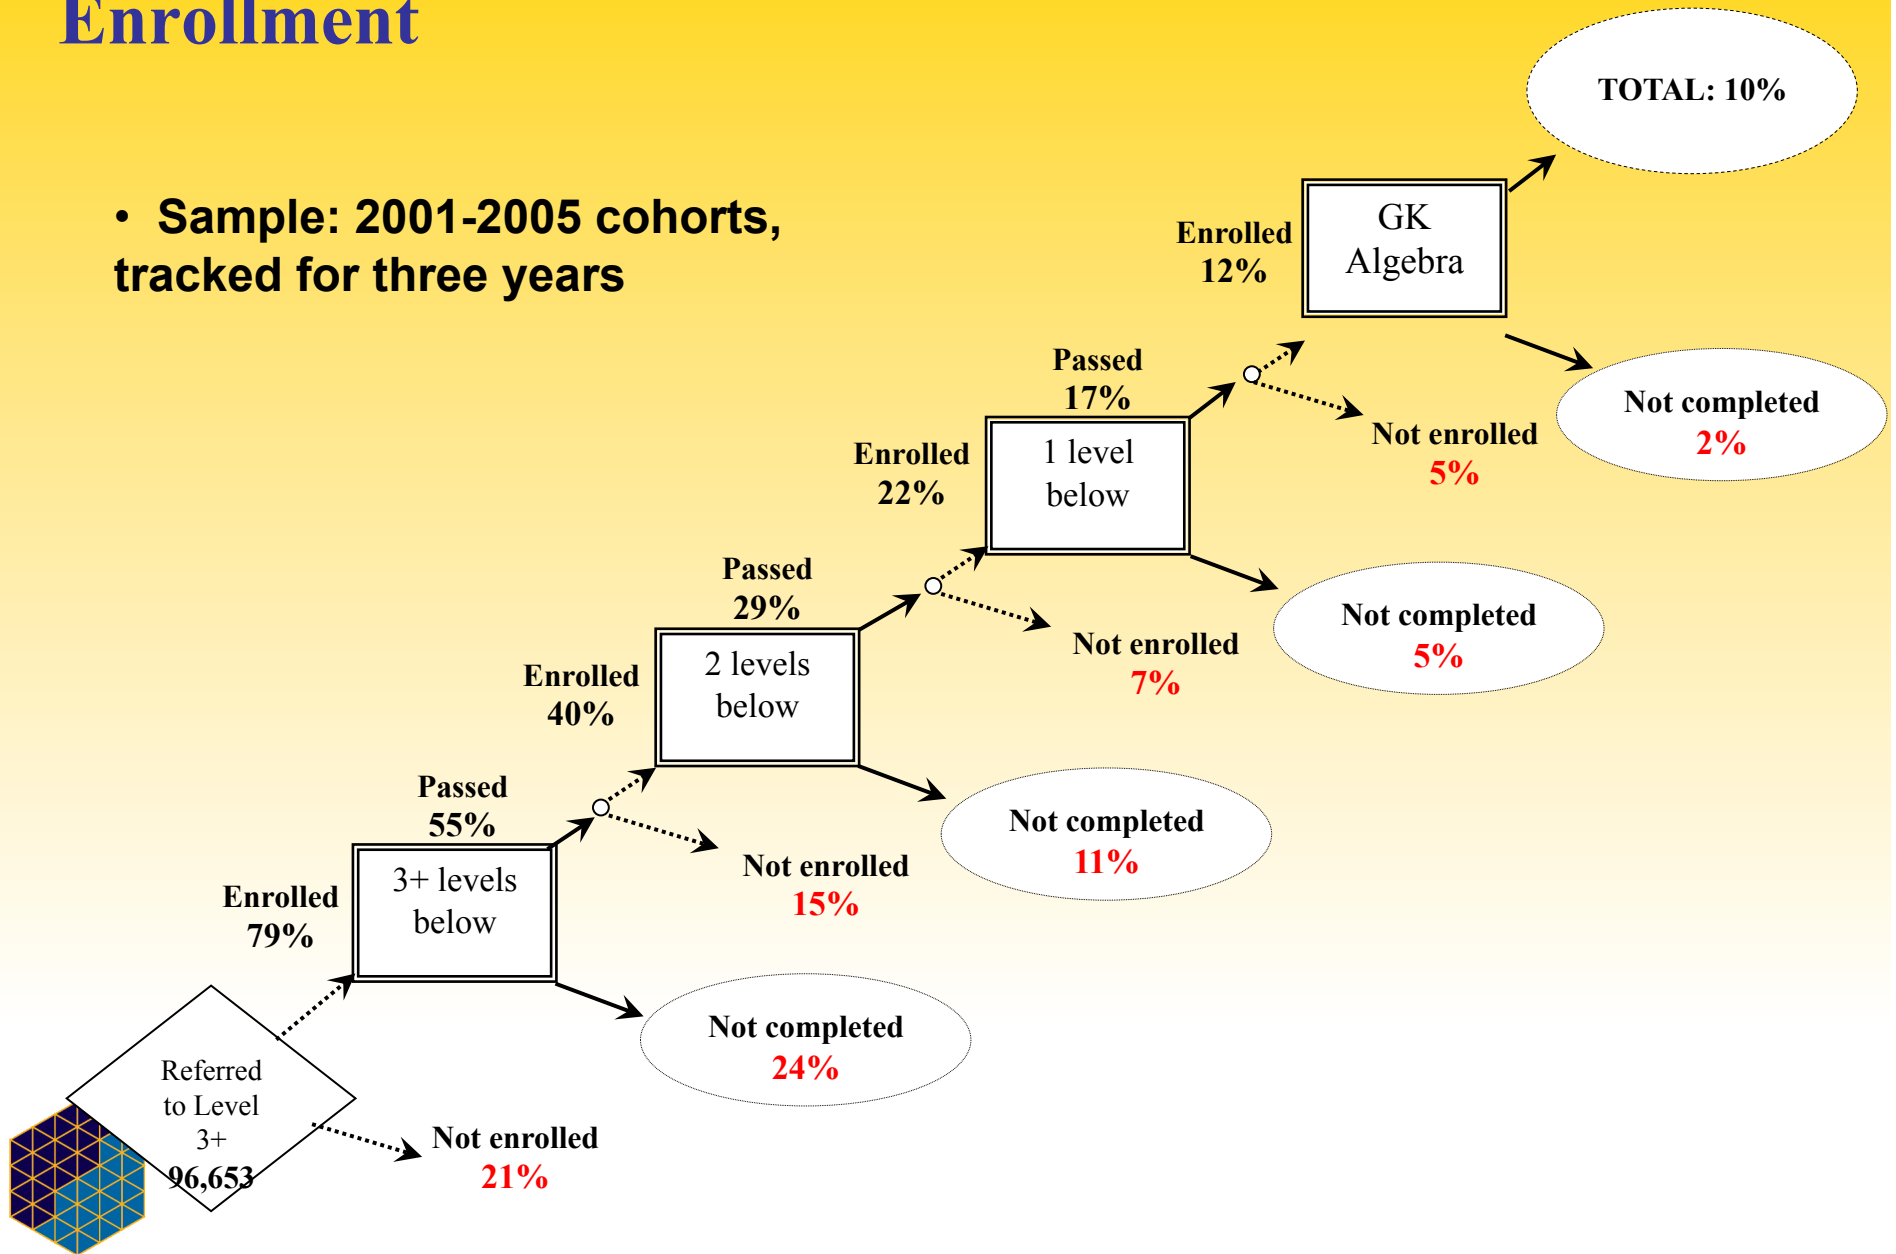 Enrollment
• Sample: 2001-2005 cohorts,
tracked for three years
TOTAL: 10%
GK
Algebra
Enrolled
12%
Not completed
2%
Passed
17%
Not enrolled
5%
1 level
below
Enrolled
22%
Not completed
5%
Passed
29%
Not enrolled
7%
2 levels
below
Enrolled
40%
Not completed
11%
Passed
55%
Not enrolled
15%
3+ levels
below
Enrolled
79%
Not completed
24%
Referred
to Level
3+
96,653
Not enrolled
21%